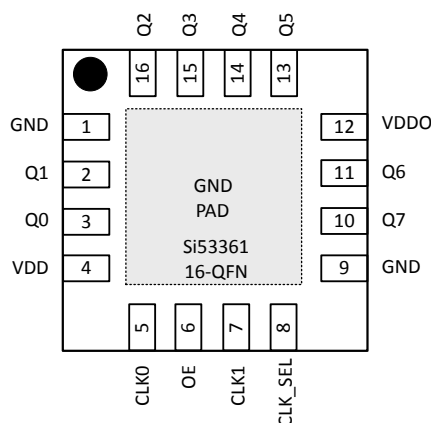 Q2 Q3 Q4 Q5
16 15 14 13
GND 1
12 VDDO
Q1 2
11 Q6
Q0 3
10 Q7
VDD 4
9 GND
GND
PAD
Si53361
16-QFN
5 6 7 8
CLK0 OE CLK1 CLK_SEL